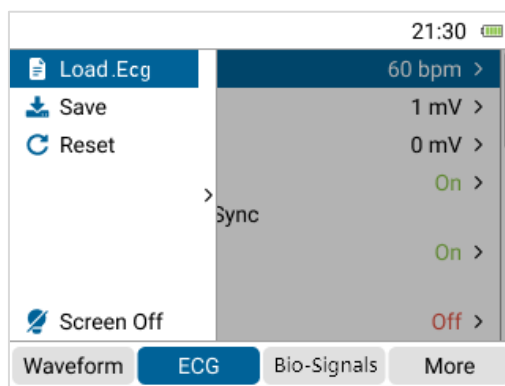 21:30
Load.Ecg
60 bpm >
Save
1 mV >
Reset
0 mV >
On >
>
Sync
On >
Screen Off
Off >
Waveform
ECG
Bio-Signals
More